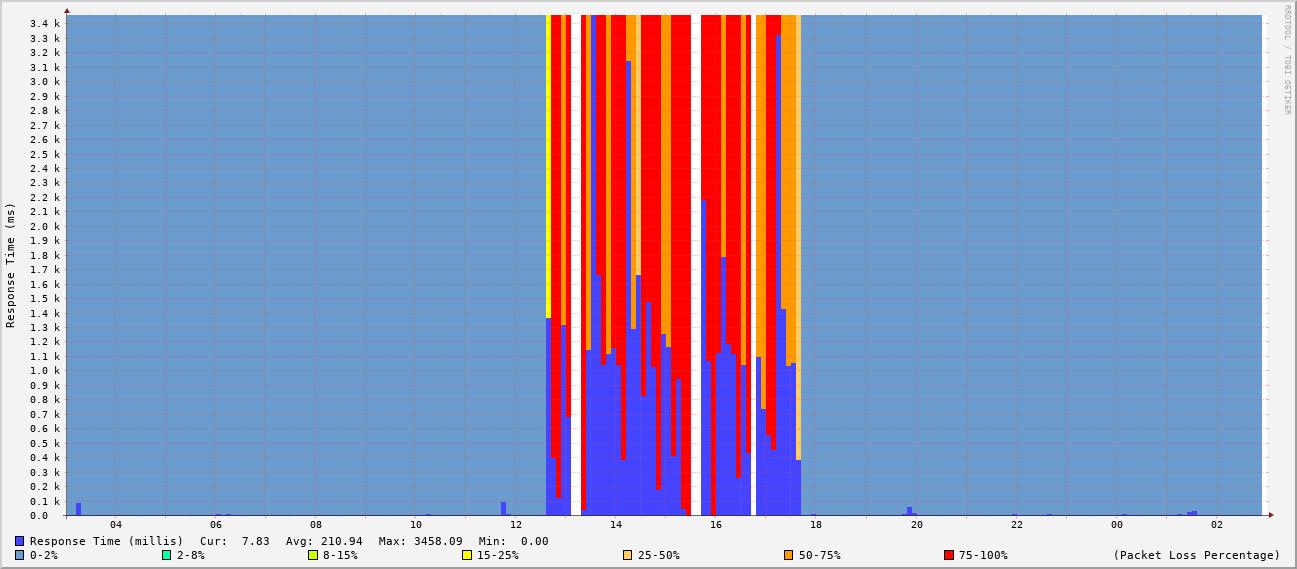 RRDTOOL / TOBI OETIKER
Response Time (ms)
3.4 k
3.3 k
3.2 k
3.1 k
3.0 k
2.9 k
2.8 k
2.7 k
2.6 k
2.5 k
2.4 k
2.3 k
2.2 k
2.1 k
2.0 k
1.9 k
1.8 k
1.7 k
1.6 k
1.5 k
1.4 k
1.3 k
1.2 k
1.1 k
1.0 k
0.9 k
0.8 k
0.7 k
0.6 k
0.5 k
0.4 k
0.3 k
0.2 k
0.1 k
0.0
04 06 08 10 12 14 16 18 20 22 00 02
Response Time (millis) Cur: 7.83 Avg: 210.94 Max: 3458.09 Min: 0.00
0-2% 2-8% 8-15% 15-25% 25-50% 50-75% 75-100% (Packet Loss Percentage)